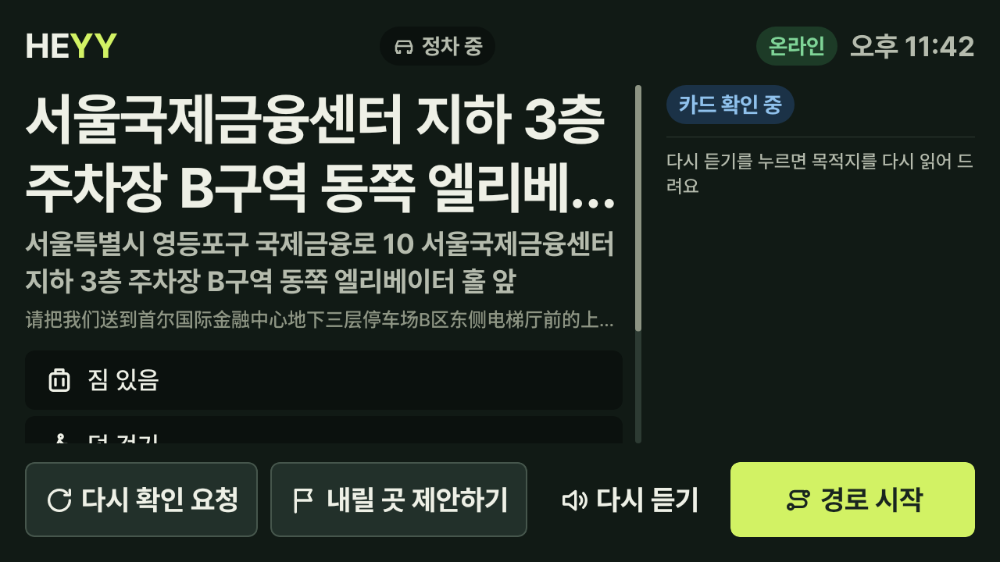 HEYY
정차 중
온라인
오후 11:42
서울국제금융센터 지하 3층
주차장 B구역 동쪽 엘리베...
서울특별시 영등포구 국제금융로 10 서울국제금융센터
지하 3층 주차장 B구역 동쪽 엘리베이터 홀 앞
请把我们送到首尔国际金融中心地下三层停车场B区东侧电梯厅前的上...
짐 있음
카드 확인 중
다시 듣기를 누르면 목적지를 다시 읽어 드
려요
다시 확인 요청
내릴 곳 제안하기
다시 듣기
경로 시작